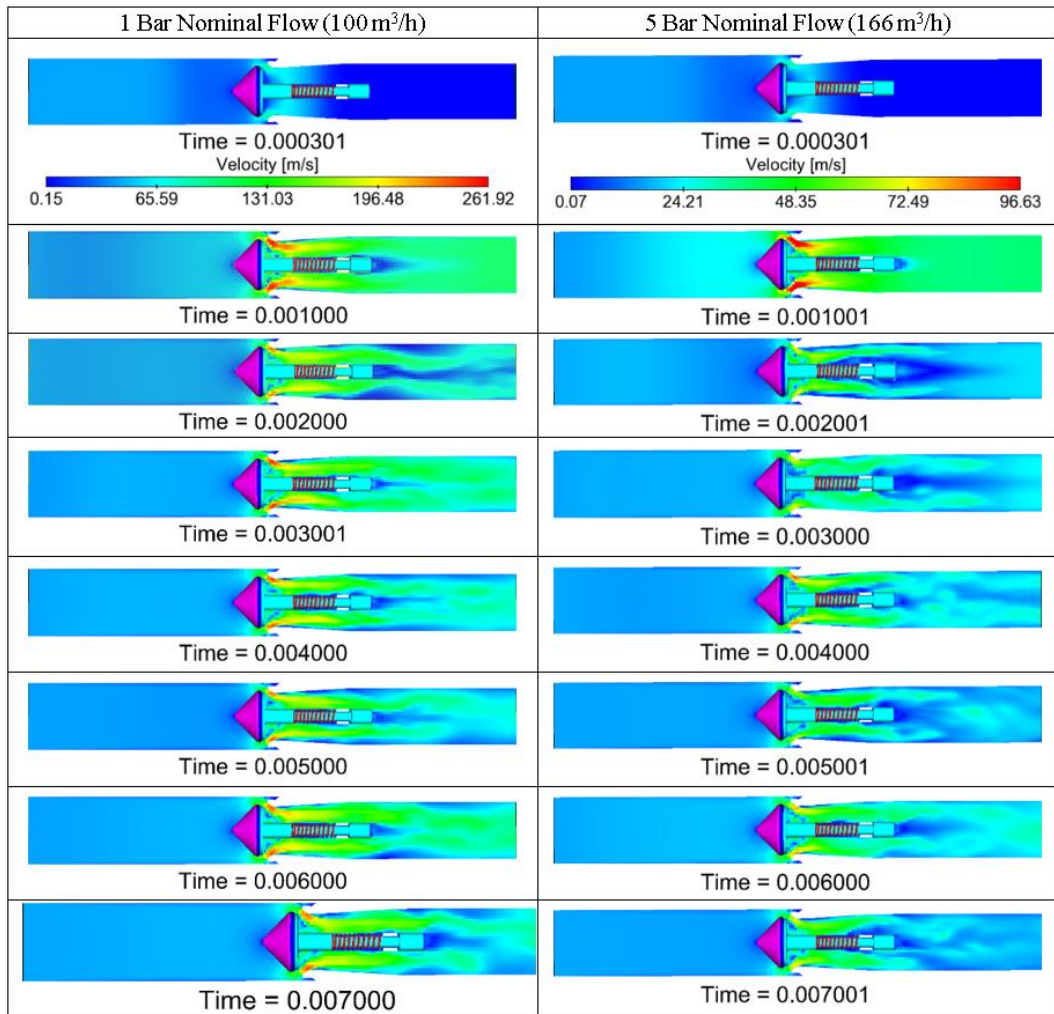 1 Bar Nominal Flow (100 m³/h)
5 Bar Nominal Flow (166 m³/h)
Time = 0.000301
Velocity [m/s]
0.15 65.59 131.03 196.48 261.92
Time = 0.000301
Velocity [m/s]
0.07 24.21 48.35 72.49 96.63
Time = 0.001000
Time = 0.001001
Time = 0.002000
Time = 0.002001
Time = 0.003001
Time = 0.003000
Time = 0.004000
Time = 0.004000
Time = 0.005000
Time = 0.005001
Time = 0.006000
Time = 0.006000
Time = 0.007000
Time = 0.007001